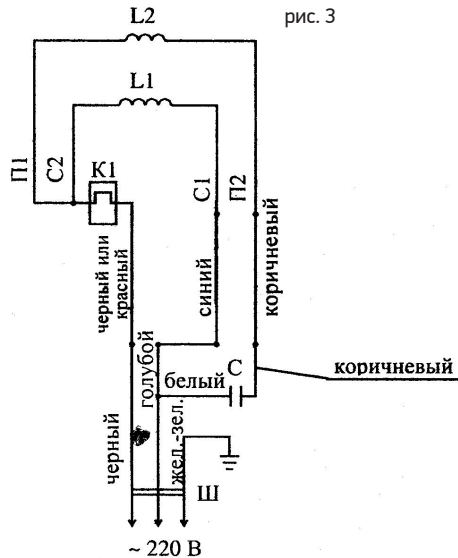 рис. 3
L2
L1
П1
С2
К1
С1
П2
черный или
красный
синий
коричневый
голубой
белый
С
коричневый
черный
жел.-зел.
Ш
~ 220 В